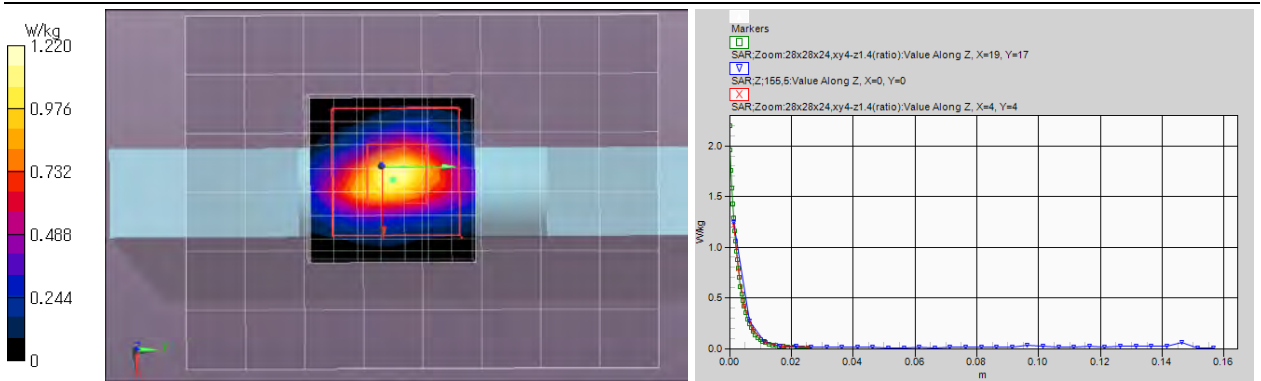 W/kg
1.220
0.976
0.732
0.488
0.244
0
Markers
SAR;Zoom:28x28x24,xy4-z1.4(ratio):Value Along Z, X=19, Y=17
SAR;Z;155,5:Value Along Z, X=0, Y=0
SAR;Zoom:28x28x24,xy4-z1.4(ratio):Value Along Z, X=4, Y=4
2.0
1.5
1.0
0.5
0.0
W/kg
0.00 0.02 0.04 0.06 0.08 0.10 0.12 0.14 0.16
m